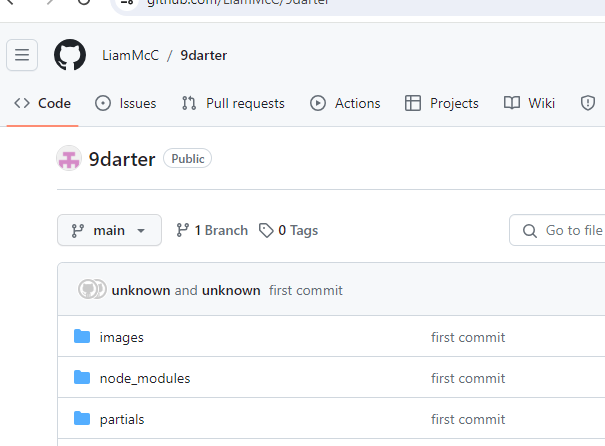 github.com/LiamMcC/9darter
LiamMcC / 9darter
Code Issues Pull requests Actions Projects Wiki
9darter Public
main 1 Branch 0 Tags Go to file
unknown and unknown first commit
images first commit
node_modules first commit
partials first commit